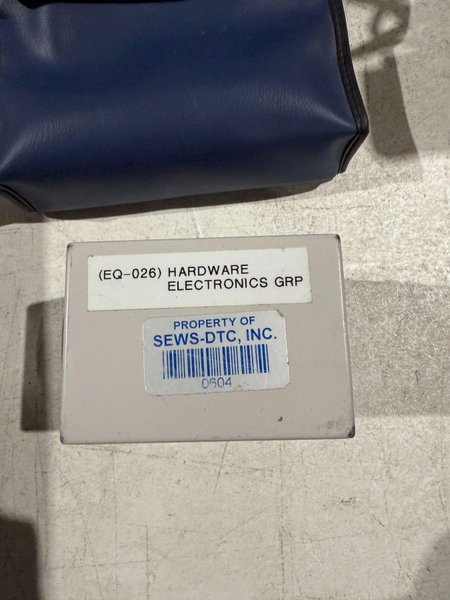 (EQ-026) HARDWARE
ELECTRONICS GRP
PROPERTY OF
SEWS-DTC, INC.
0604